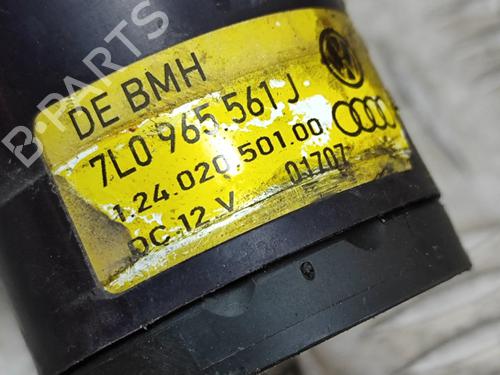 B-PARTS
DE BMH
7L0 965 561 J
1.24.020.501.00
DC 12 V 01707